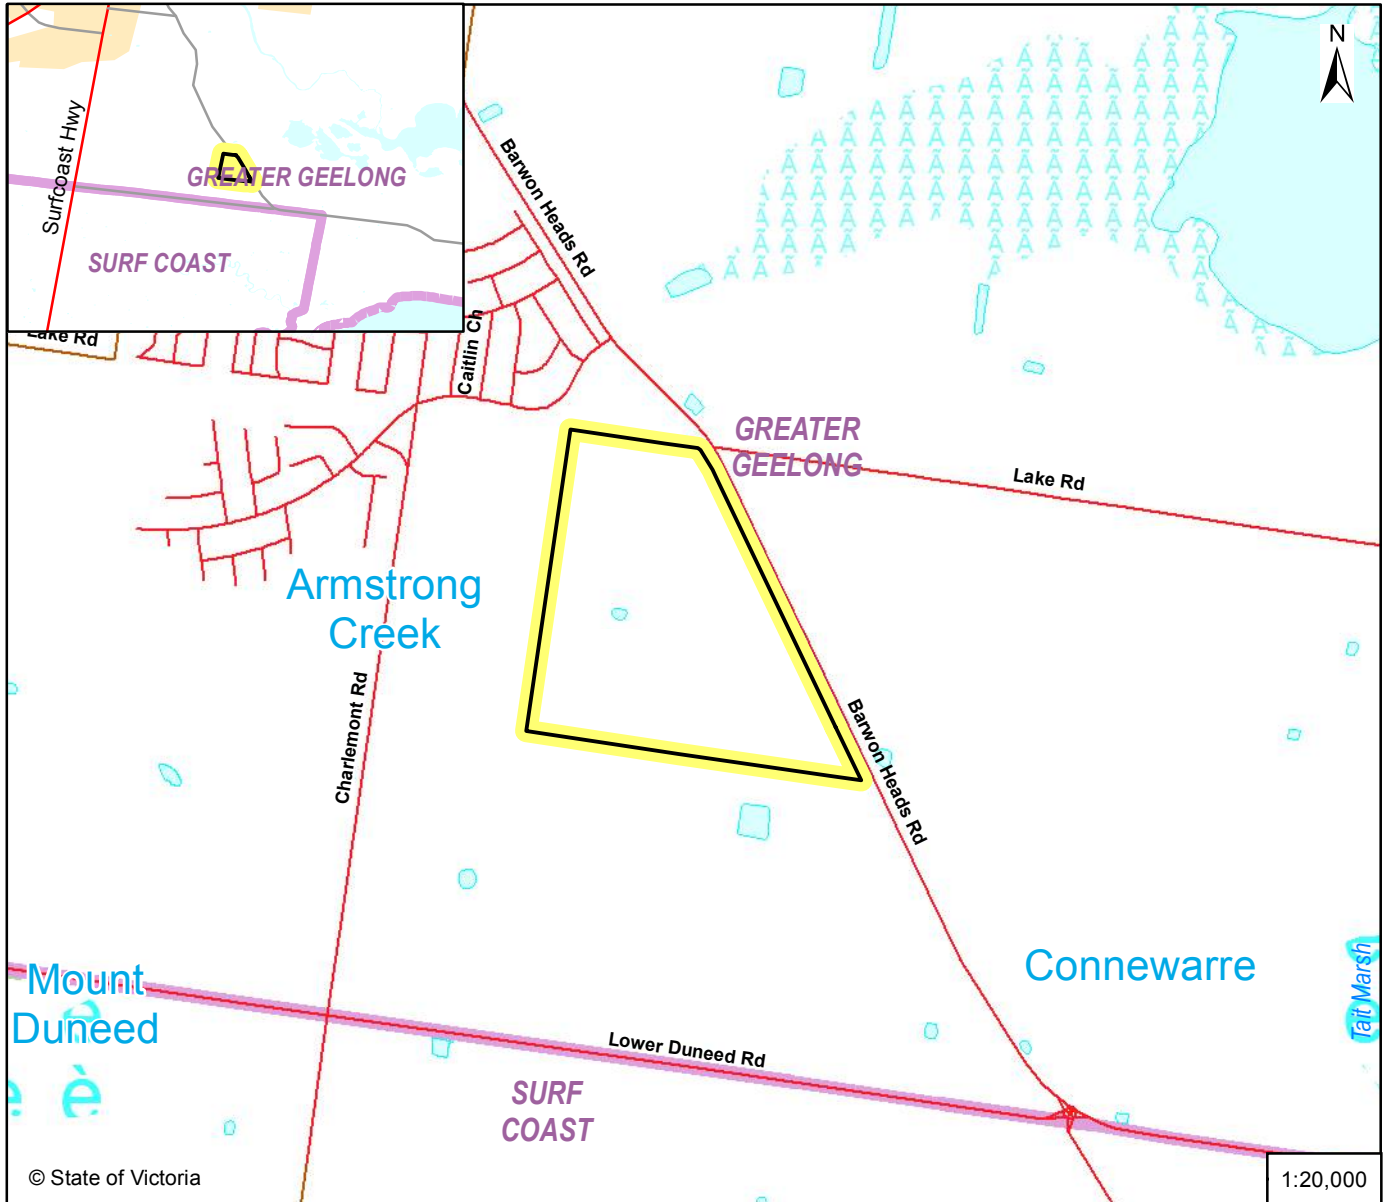 N
Surfcoast Hwy
GREATER GEELONG
SURF COAST
Barwon Heads Rd
Lake Rd
Caitlin Ch
GREATER
GEELONG
Lake Rd
Armstrong
Creek
Charlemont Rd
Barwon Heads Rd
Connewarre
Tait Marsh
Mount
Duneed
Lower Duneed Rd
SURF
COAST
© State of Victoria
1:20,000